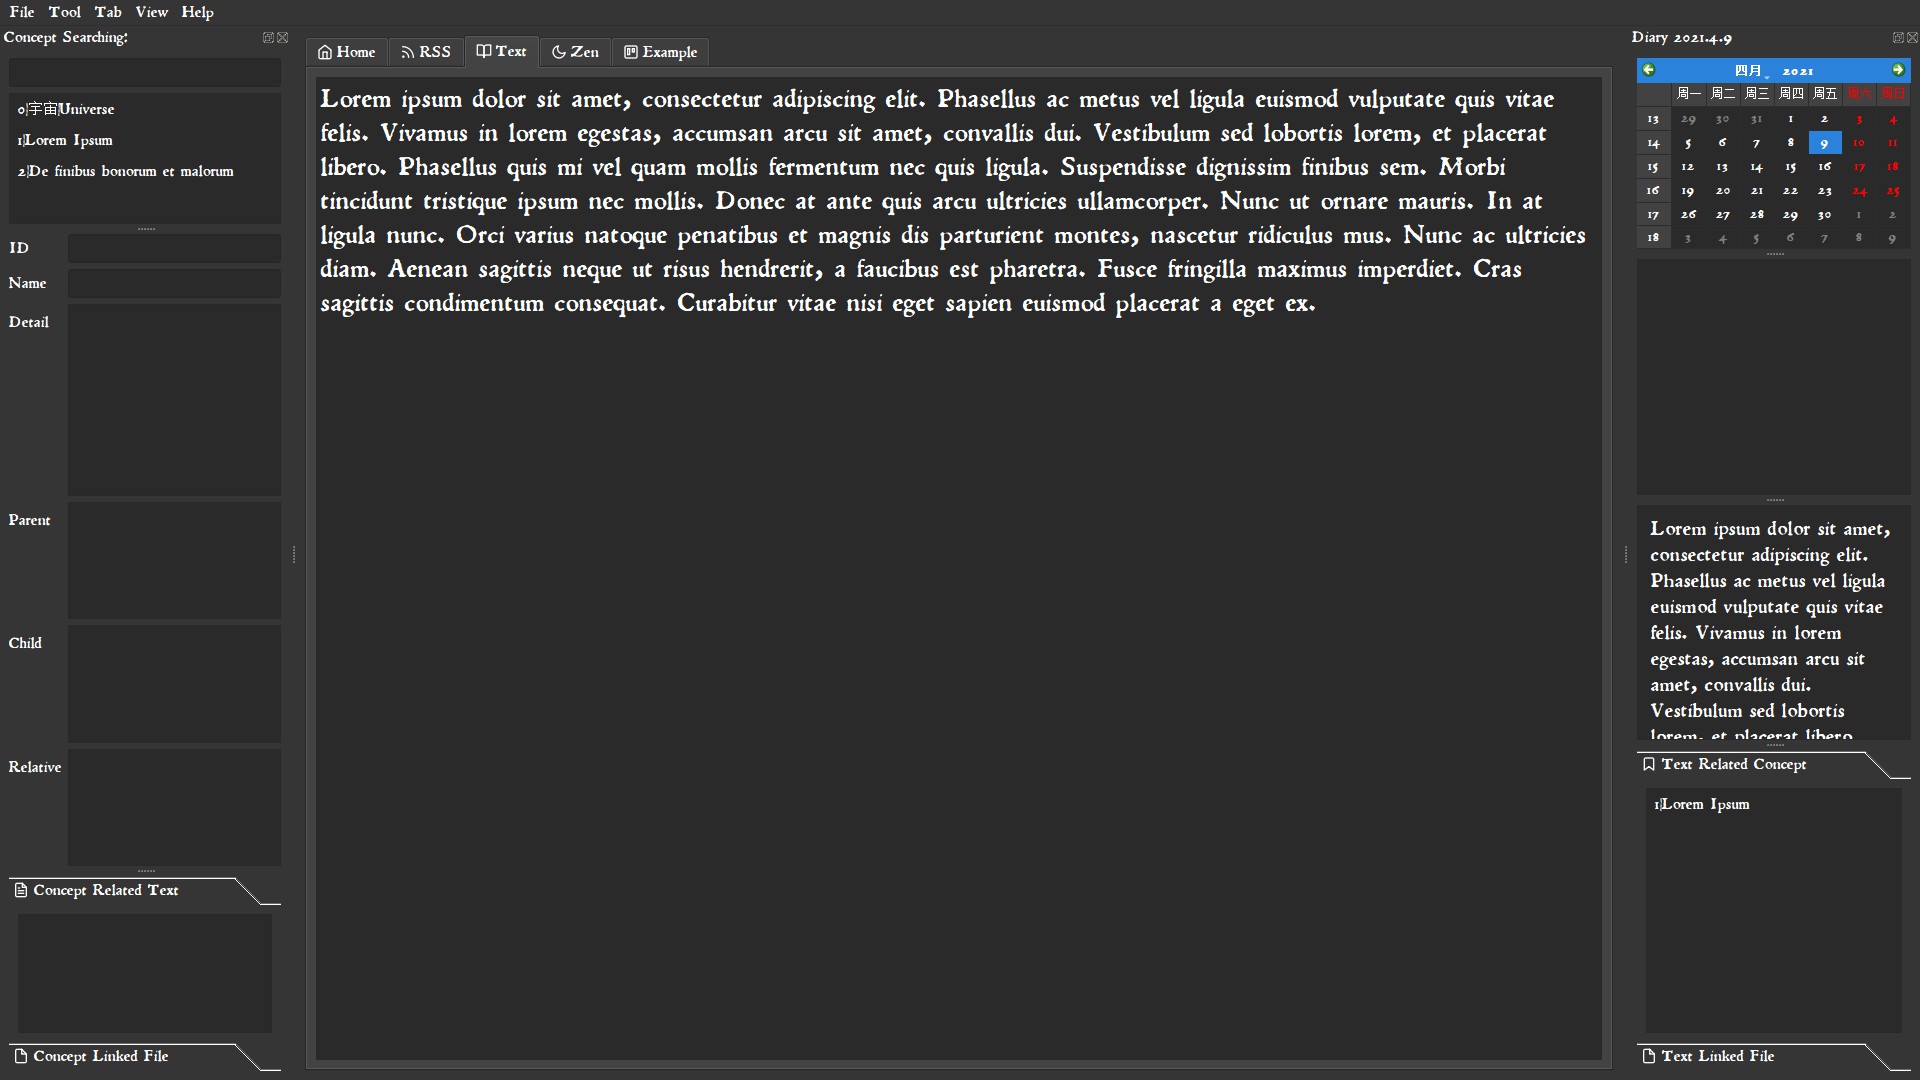 File Tool Tab View Help
Concept Searching:
0|宇宙|Universe
1|Lorem Ipsum
2|De finibus bonorum et malorum
ID
Name
Detail
Parent
Child
Relative
Concept Related Text
Concept Linked File
Home RSS Text Zen Example
Lorem ipsum dolor sit amet, consectetur adipiscing elit. Phasellus ac metus vel ligula euismod vulputate quis vitae
felis. Vivamus in lorem egestas, accumsan arcu sit amet, convallis dui. Vestibulum sed lobortis lorem, et placerat
libero. Phasellus quis mi vel quam mollis fermentum nec quis ligula. Suspendisse dignissim finibus sem. Morbi
tincidunt tristique ipsum nec mollis. Donec at ante quis arcu ultricies ullamcorper. Nunc ut ornare mauris. In at
ligula nunc. Orci varius natoque penatibus et magnis dis parturient montes, nascetur ridiculus mus. Nunc ac ultricies
diam. Aenean sagittis neque ut risus hendrerit, a faucibus est pharetra. Fusce fringilla maximus imperdiet. Cras
sagittis condimentum consequat. Curabitur vitae nisi eget sapien euismod placerat a eget ex.
Diary 2021.4.9
四月 2021
周一 周二 周三 周四 周五 周六 周日
13 29 30 31 1 2 3 4
14 5 6 7 8 9 10 11
15 12 13 14 15 16 17 18
16 19 20 21 22 23 24 25
17 26 27 28 29 30 1 2
18 3 4 5 6 7 8 9
Lorem ipsum dolor sit amet,
consectetur adipiscing elit.
Phasellus ac metus vel ligula
euismod vulputate quis vitae
felis. Vivamus in lorem
egestas, accumsan arcu sit
amet, convallis dui.
Vestibulum sed lobortis
lorem, et placerat libero.
Text Related Concept
1|Lorem Ipsum
Text Linked File